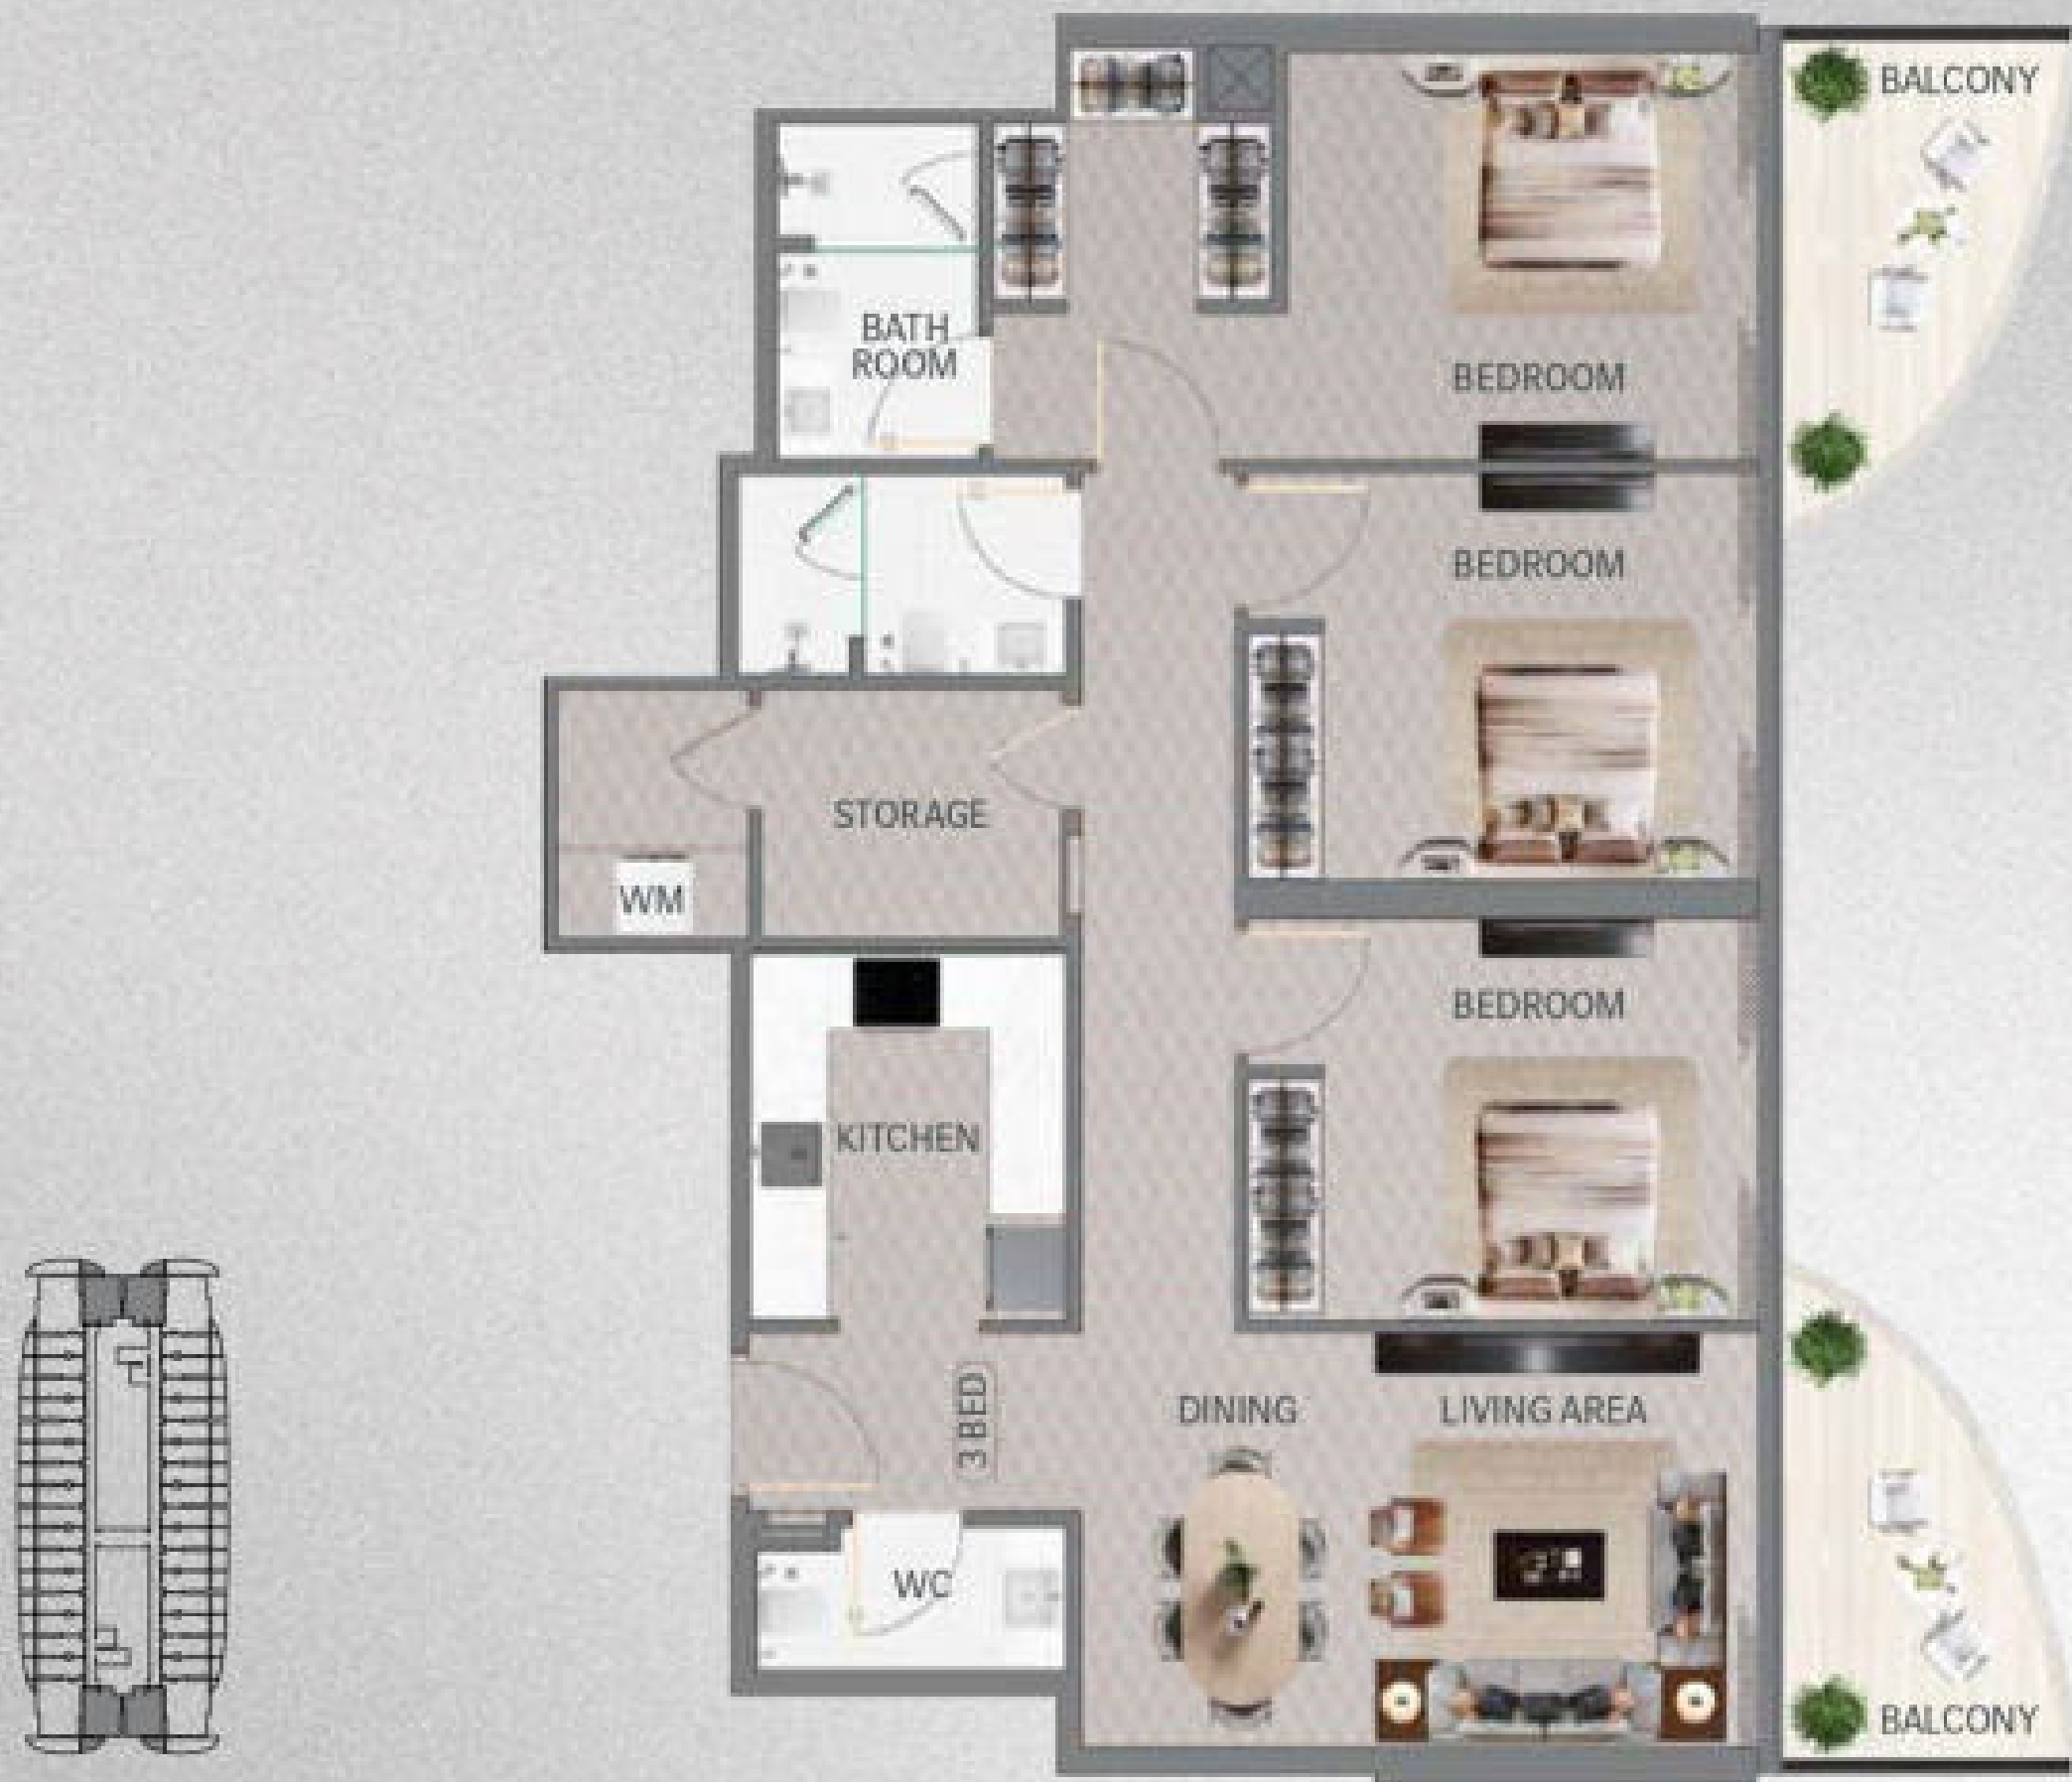 BALCONY
BATH
ROOM
BEDROOM
BEDROOM
STORAGE
WM
BEDROOM
KITCHEN
3 BED
DINING
LIVING AREA
WC
BALCONY